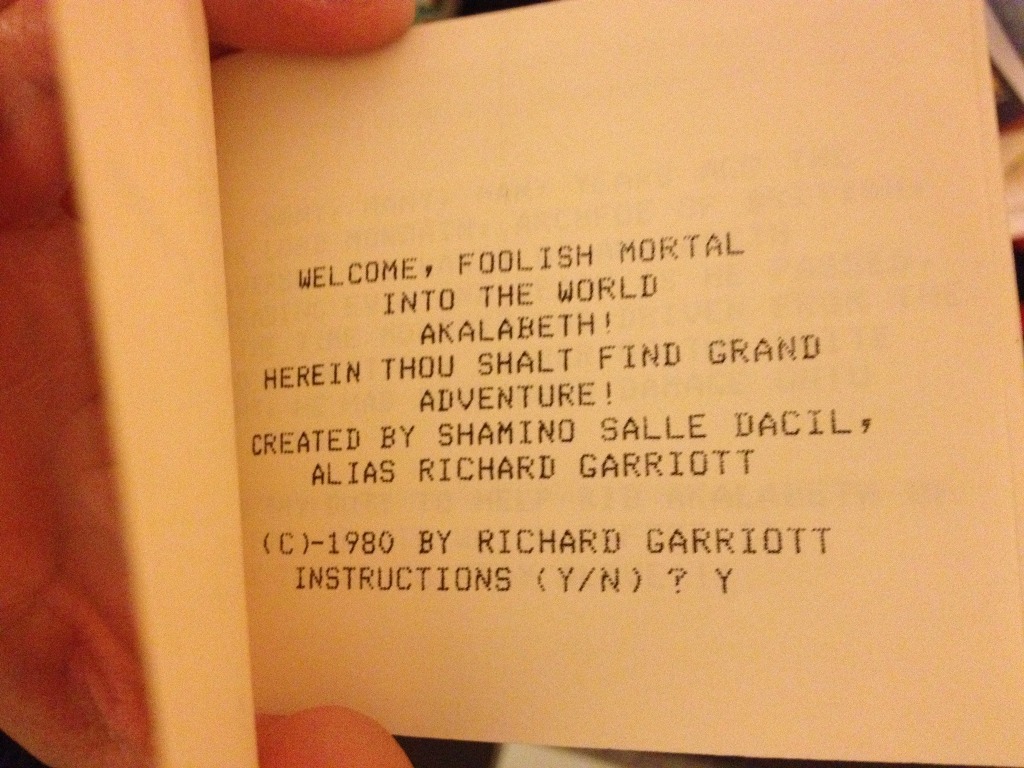 WELCOME, FOOLISH MORTAL
INTO THE WORLD
AKALABETH!
HEREIN THOU SHALT FIND GRAND
ADVENTURE!
CREATED BY SHAMINO SALLE DACIL,
ALIAS RICHARD GARRIOTT
(C)-1980 BY RICHARD GARRIOTT
INSTRUCTIONS (Y/N) ? Y